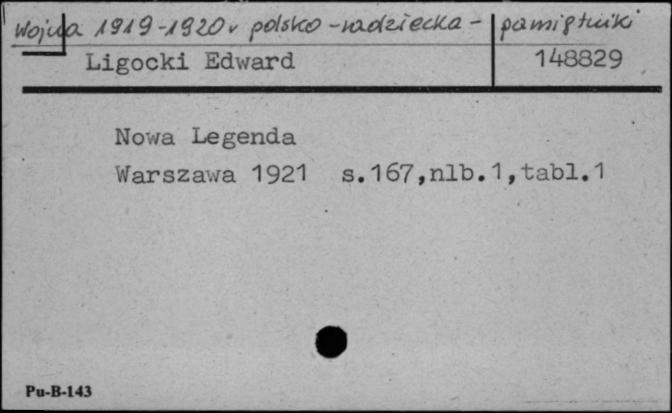 Wojna 1919-1920 r polsko-radziecka - pamiętniki
Ligocki Edward 148829
Nowa Legenda
Warszawa 1921 s.167,nlb.1,tabl.1
Pu-B-143